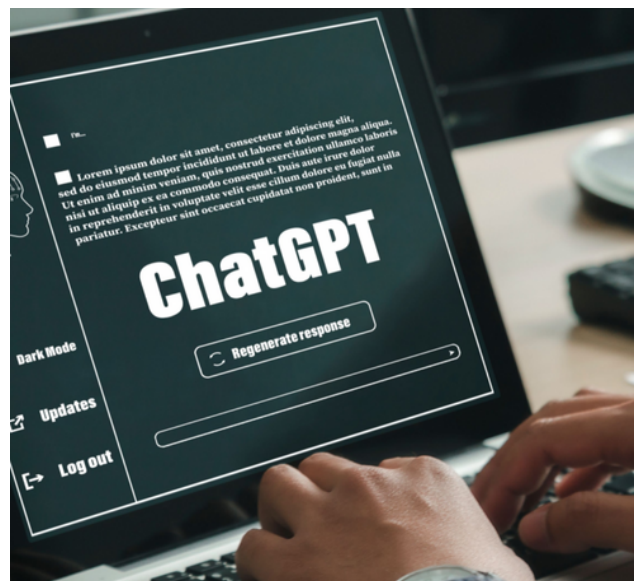 I'm...
Lorem ipsum dolor sit amet, consectetur adipiscing elit,
sed do eiusmod tempor incididunt ut labore et dolore magna aliqua.
Ut enim ad minim veniam, quis nostrud exercitation ullamco laboris
nisi ut aliquip ex ea commodo consequat. Duis aute irure dolor
in reprehenderit in voluptate velit esse cillum dolore eu fugiat nulla
pariatur. Excepteur sint occaecat cupidatat non proident, sunt in
ChatGPT
Regenerate response
Dark Mode
Updates
Log out